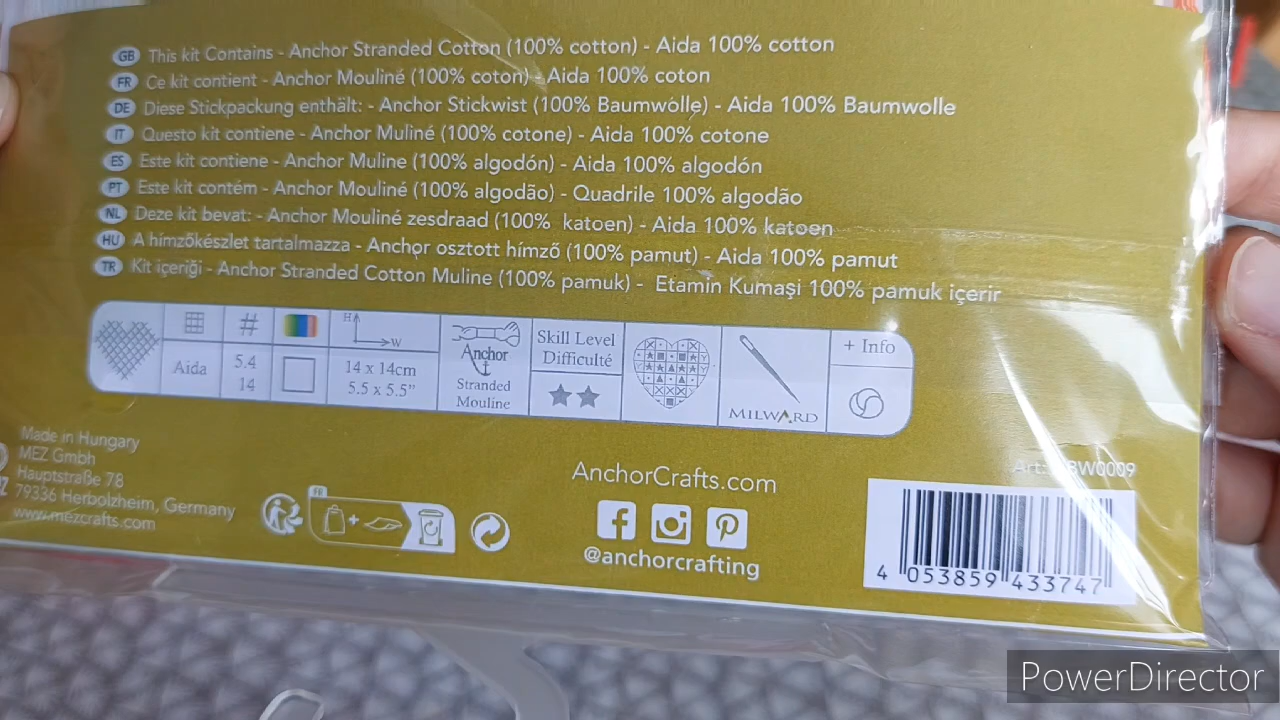 GB This kit Contains - Anchor Stranded Cotton (100% cotton) - Aida 100% cotton
FR Ce kit contient - Anchor Mouliné (100% coton) - Aida 100% coton
DE Diese Stickpackung enthält: - Anchor Stickwist (100% Baumwolle) - Aida 100% Baumwolle
IT Questo kit contiene - Anchor Muliné (100% cotone) - Aida 100% cotone
ES Este kit contiene - Anchor Muline (100% algodón) - Aida 100% algodón
PT Este kit contém - Anchor Mouliné (100% algodão) - Quadrile 100% algodão
NL Deze kit bevat: - Anchor Mouliné zesdraad (100% katoen) - Aida 100% katoen
HU A hímzőkészlet tartalmazza - Anchor osztott hímző (100% pamut) - Aida 100% pamut
TR Kit içeriği - Anchor Stranded Cotton Muline (100% pamuk) - Etamin Kumaşi 100% pamuk içerir
Aida
#
5.4
14
H
W
14 x 14cm
5.5 x 5.5”
Anchor
Stranded
Mouline
Skill Level
Difficulté
MILWARD
+ Info
Made in Hungary
MEZ Gmbh
Hauptstraße 78
79336 Herbolzheim, Germany
www.mezcrafts.com
FR
AnchorCrafts.com
@anchorcrafting
Art:
4 053859 433747
PowerDirector